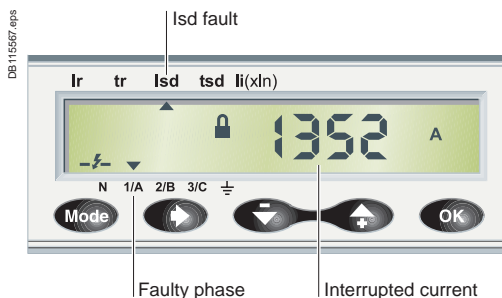 DB115567.eps
Isd fault
Ir tr Isd tsd Ii(xIn)
1352 A
N 1/A 2/B 3/C
Mode OK
Faulty phase Interrupted current